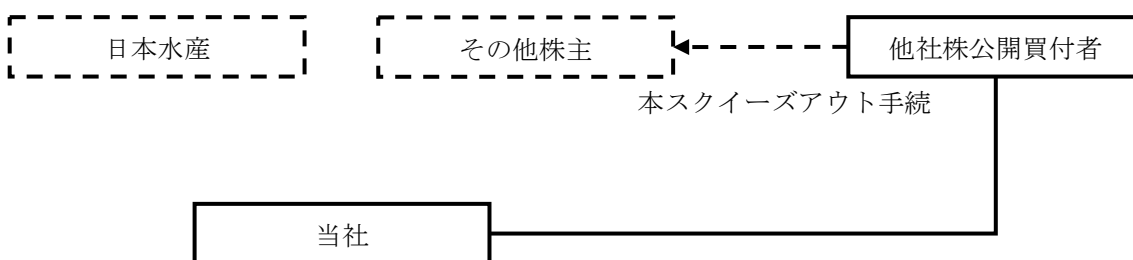 日本水産
その他株主
他社株公開買付者
本スクイーズアウト手続
当社